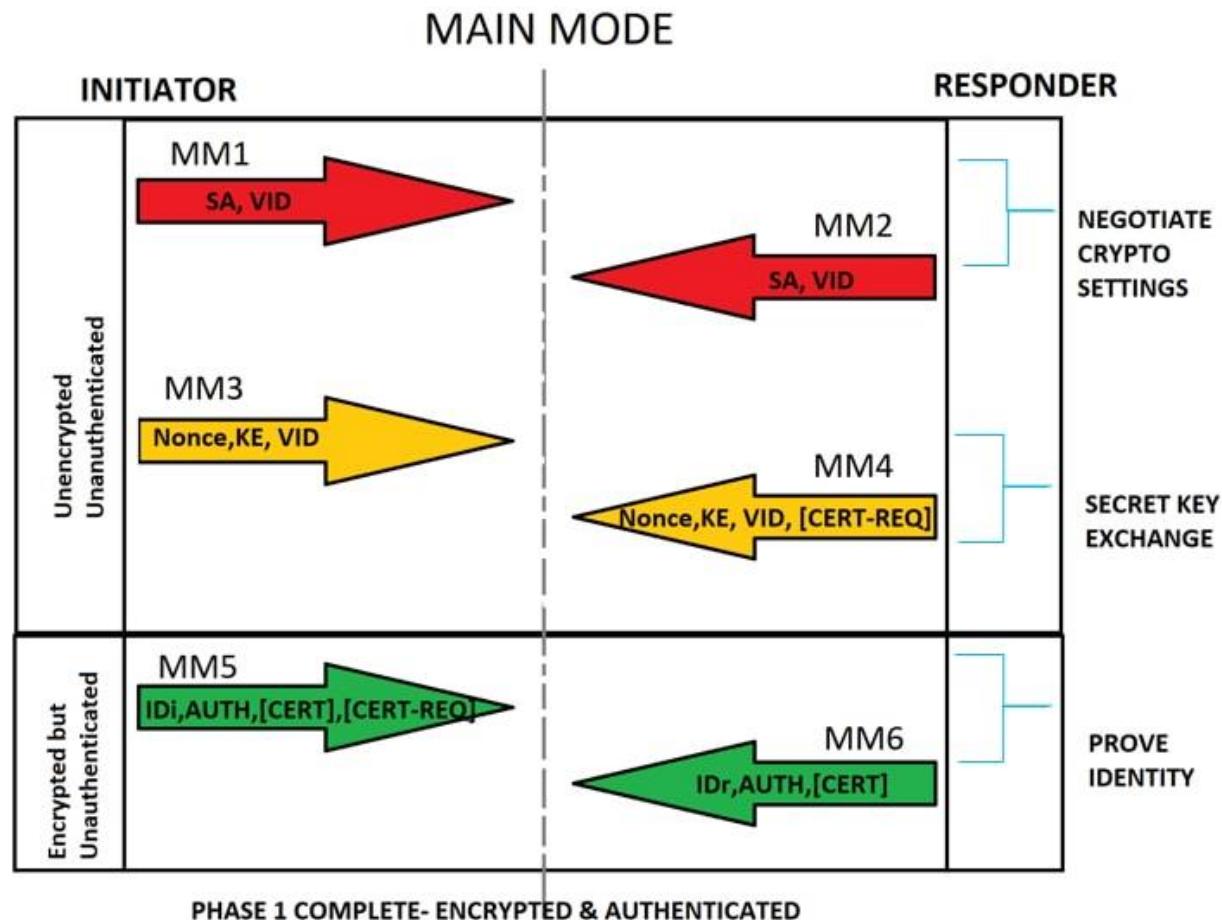 MAIN MODE
INITIATOR
RESPONDER
MM1
SA, VID
MM2
SA, VID
NEGOTIATE
CRYPTO
SETTINGS
Unencrypted
Unanuthenticated
MM3
Nonce,KE, VID
MM4
Nonce,KE, VID, [CERT-REQ]
SECRET KEY
EXCHANGE
Encrypted but
Unauthenticated
MM5
IDi,AUTH,[CERT],[CERT-REQ]
MM6
IDr,AUTH,[CERT]
PROVE
IDENTITY
PHASE 1 COMPLETE- ENCRYPTED & AUTHENTICATED